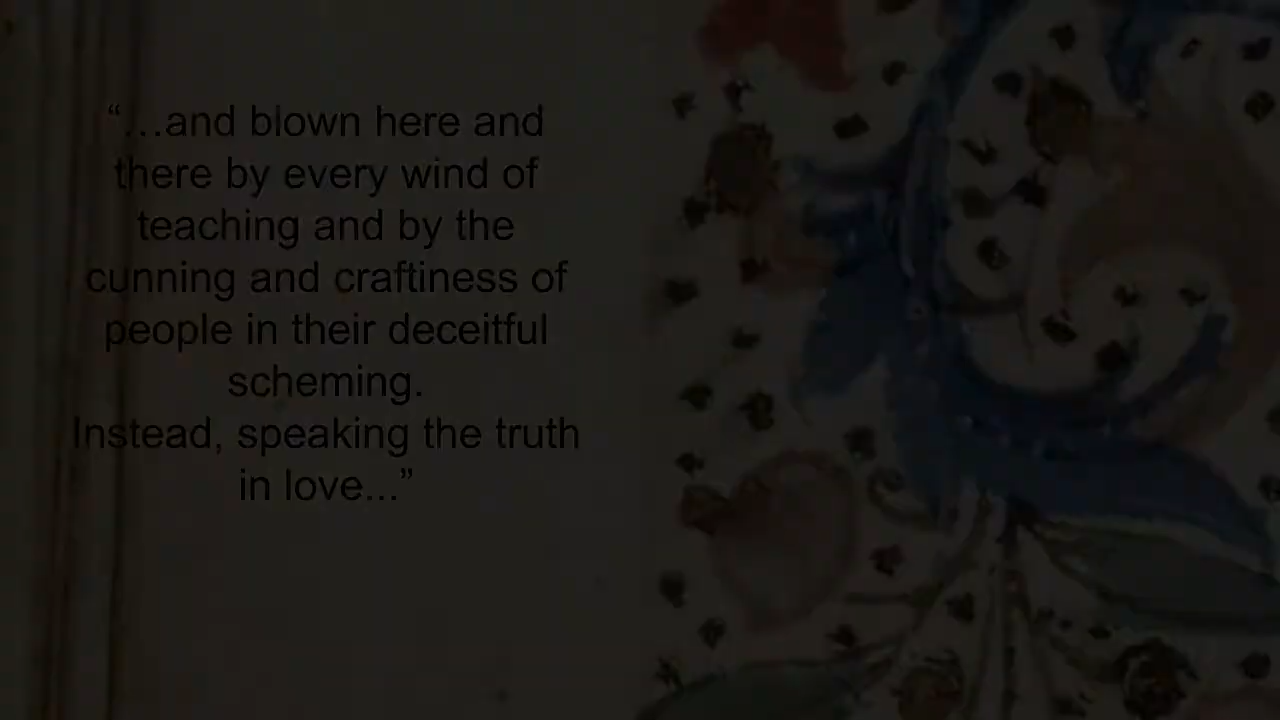 “…and blown here and
there by every wind of
teaching and by the
cunning and craftiness of
people in their deceitful
scheming.
Instead, speaking the truth
in love...”